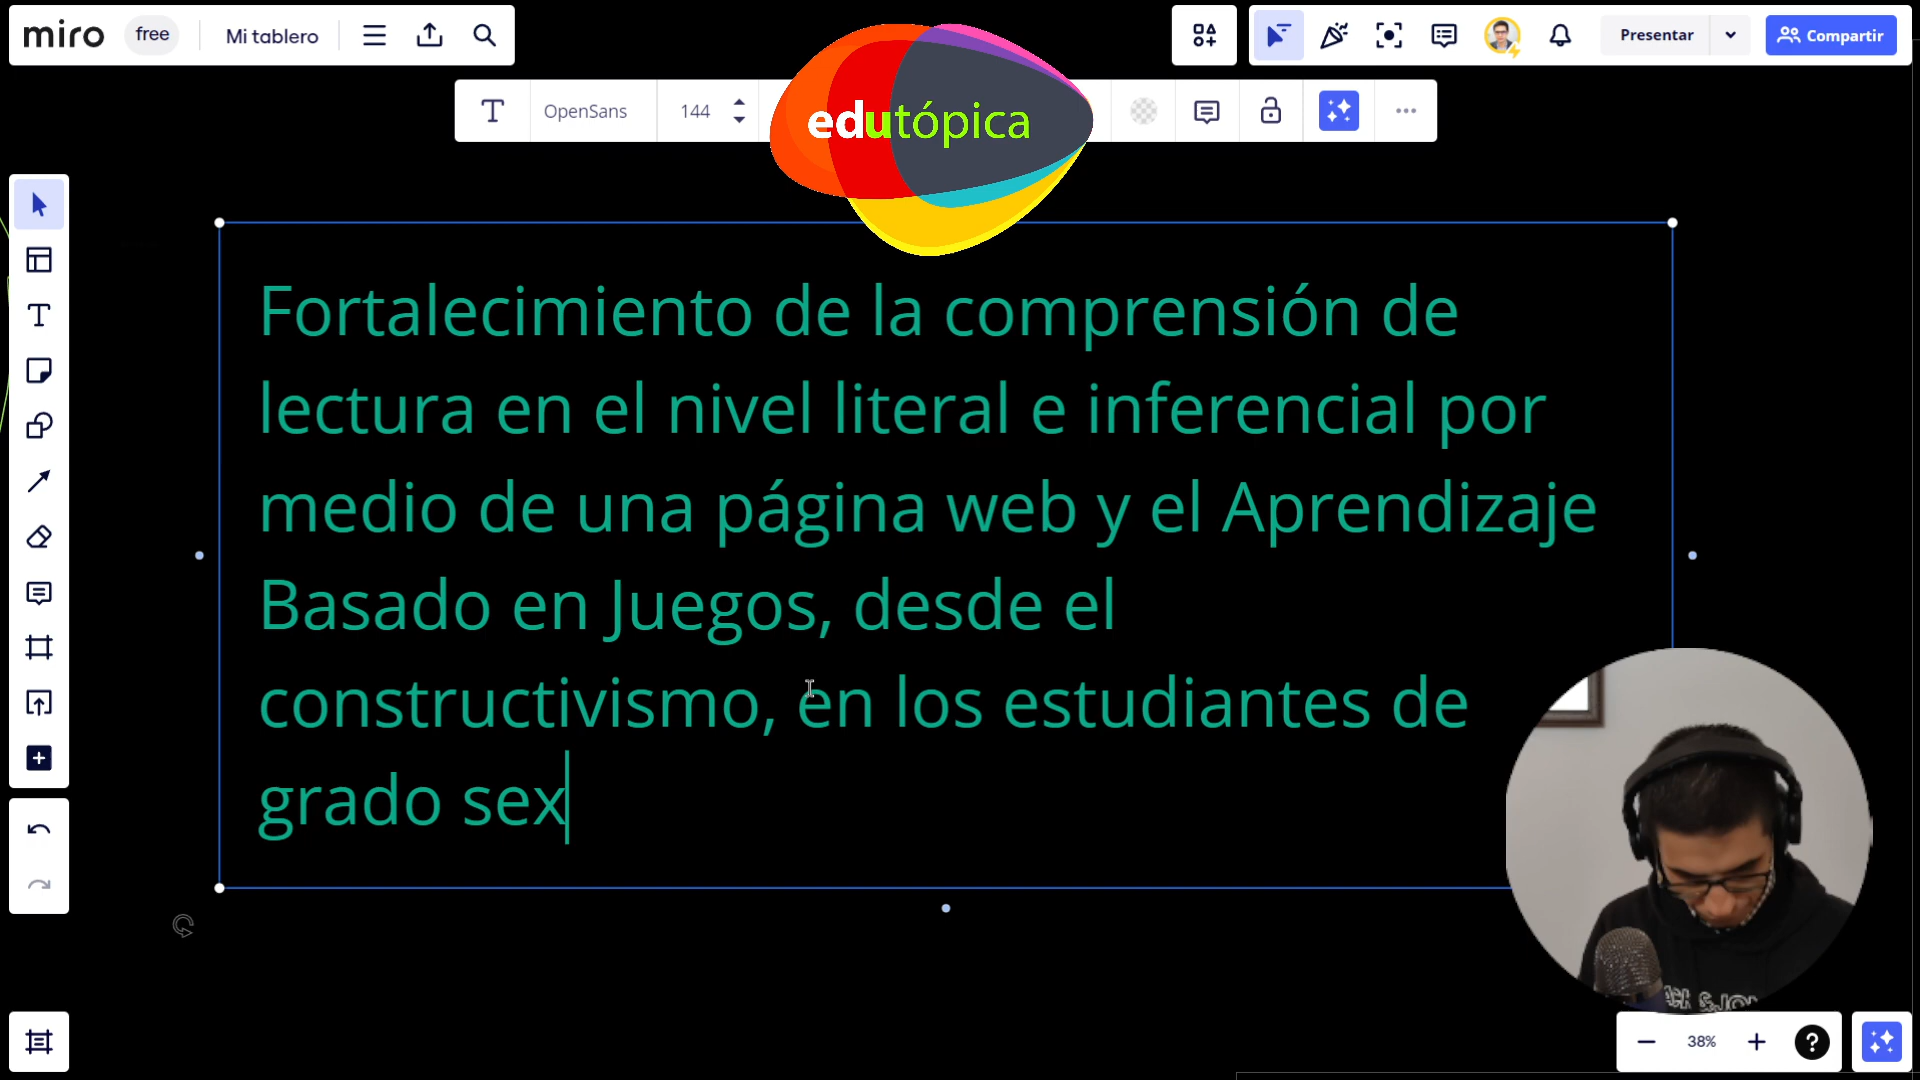 miro
free
Mi tablero
Presentar
Compartir
OpenSans
144
edutópica
Fortalecimiento de la comprensión de
lectura en el nivel literal e inferencial por
medio de una página web y el Aprendizaje
Basado en Juegos, desde el
constructivismo, en los estudiantes de
grado sex
38%